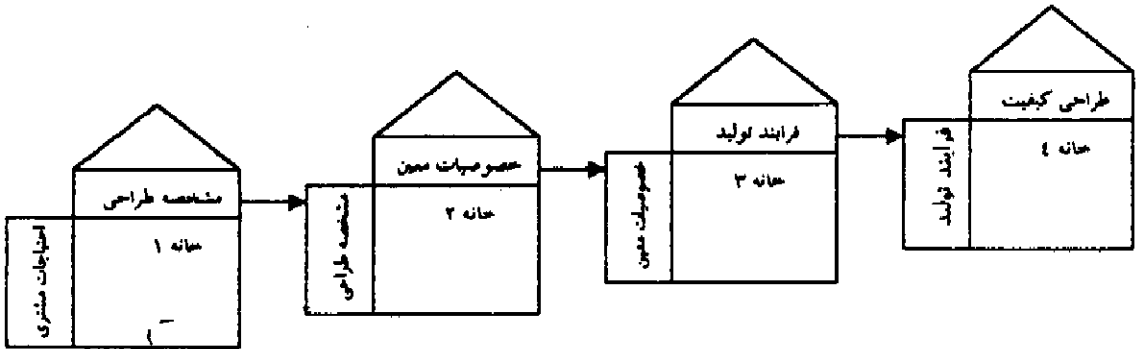 مشخصه طراحی
احتیاجات مشتری
خانه ۱
خصوصیات معین
مشخصه طراحی
خانه ۲
فرایند تولید
خصوصیات معین
خانه ۳
طراحی کیفیت
فرایند تولید
خانه ٤